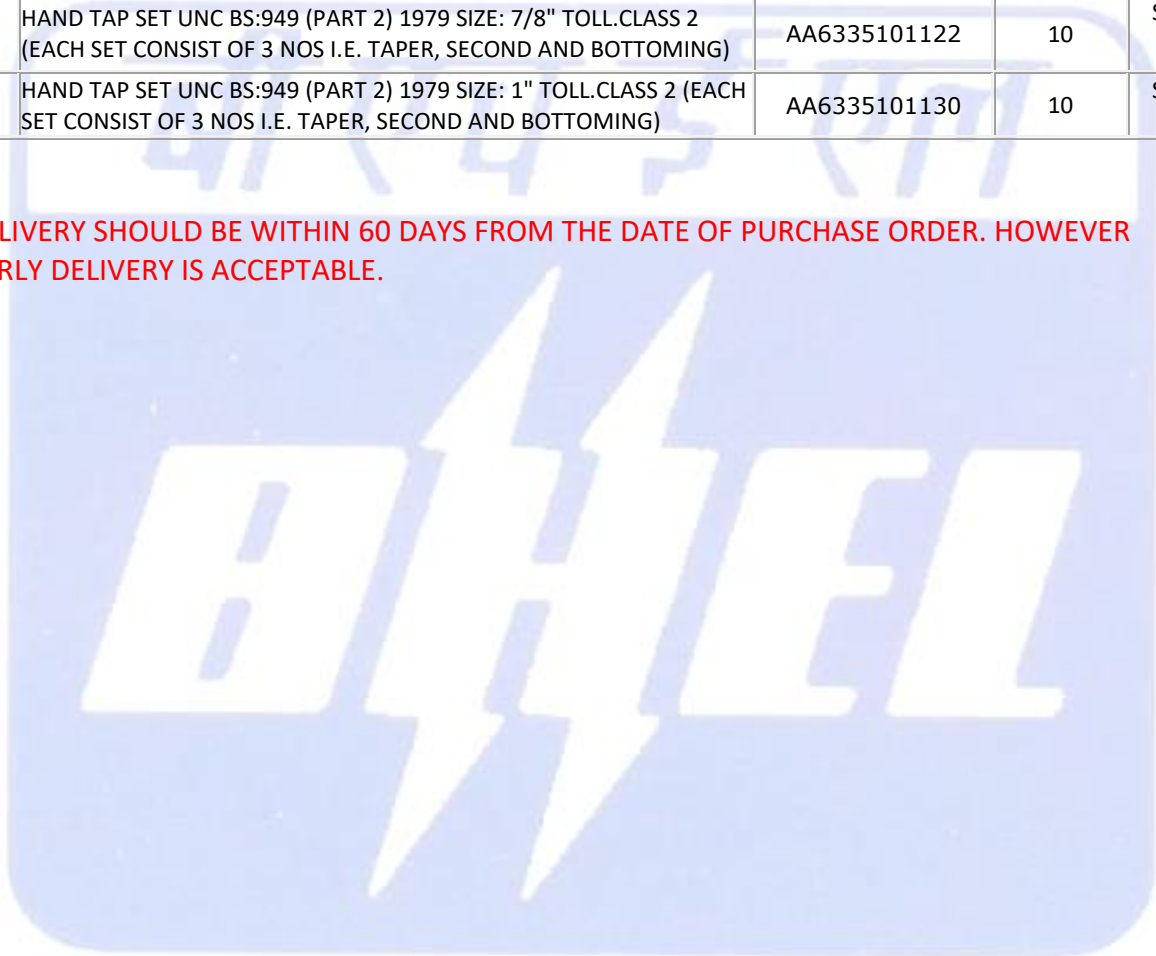 HAND TAP SET UNC BS:949 (PART 2) 1979 SIZE: 7/8" TOLL.CLASS 2
(EACH SET CONSIST OF 3 NOS I.E. TAPER, SECOND AND BOTTOMING)
AA6335101122
10
S
HAND TAP SET UNC BS:949 (PART 2) 1979 SIZE: 1" TOLL.CLASS 2 (EACH
SET CONSIST OF 3 NOS I.E. TAPER, SECOND AND BOTTOMING)
AA6335101130
10
S
बी एच ई एल
LIVERY SHOULD BE WITHIN 60 DAYS FROM THE DATE OF PURCHASE ORDER. HOWEVER
RLY DELIVERY IS ACCEPTABLE.
BHEL